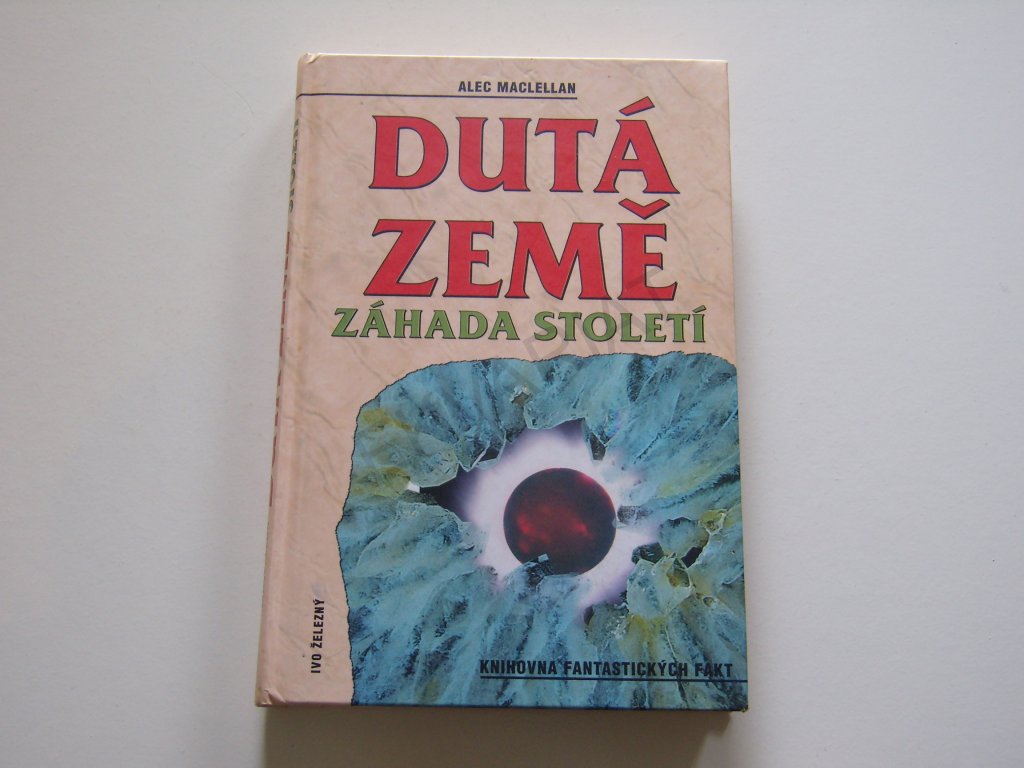 ALEC MACLELLAN
DUTÁ
ZEMĚ
ZÁHADA STOLETÍ
IVO ŽELEZNÝ
KNIHOVNA FANTASTICKÝCH FAKT